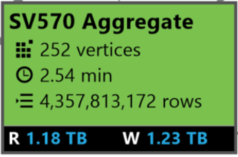 SV570 Aggregate
252 vertices
2.54 min
4,357,813,172 rows
R 1.18 TB W 1.23 TB